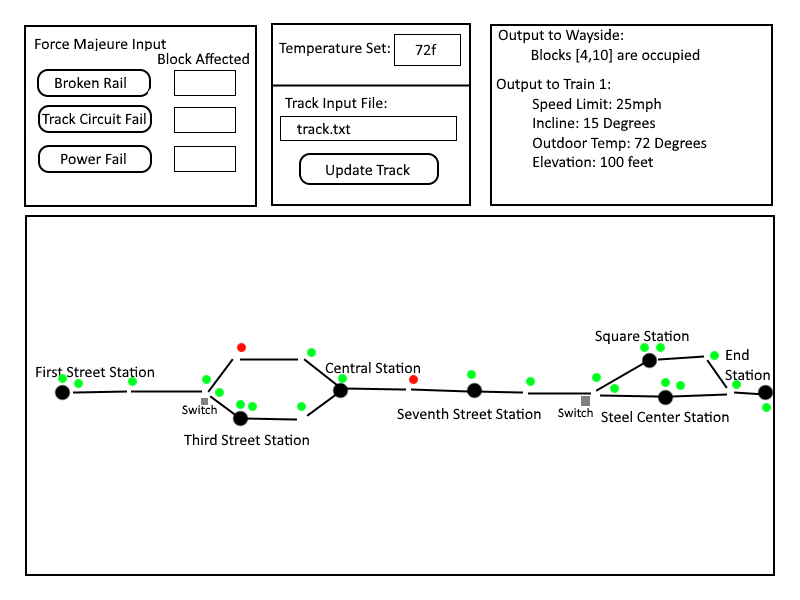 Force Majeure Input
Block Affected
Broken Rail
Track Circuit Fail
Power Fail
Temperature Set: 72f
Track Input File:
track.txt
Update Track
Output to Wayside:
Blocks [4,10] are occupied
Output to Train 1:
Speed Limit: 25mph
Incline: 15 Degrees
Outdoor Temp: 72 Degrees
Elevation: 100 feet
First Street Station
Switch
Third Street Station
Central Station
Seventh Street Station
Switch
Square Station
Steel Center Station
End
Station